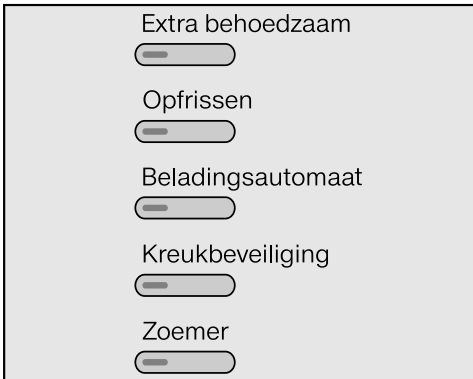 Extra behoedzaam
Opfrissen
Beladingsautomaat
Kreukbeveiliging
Zoemer